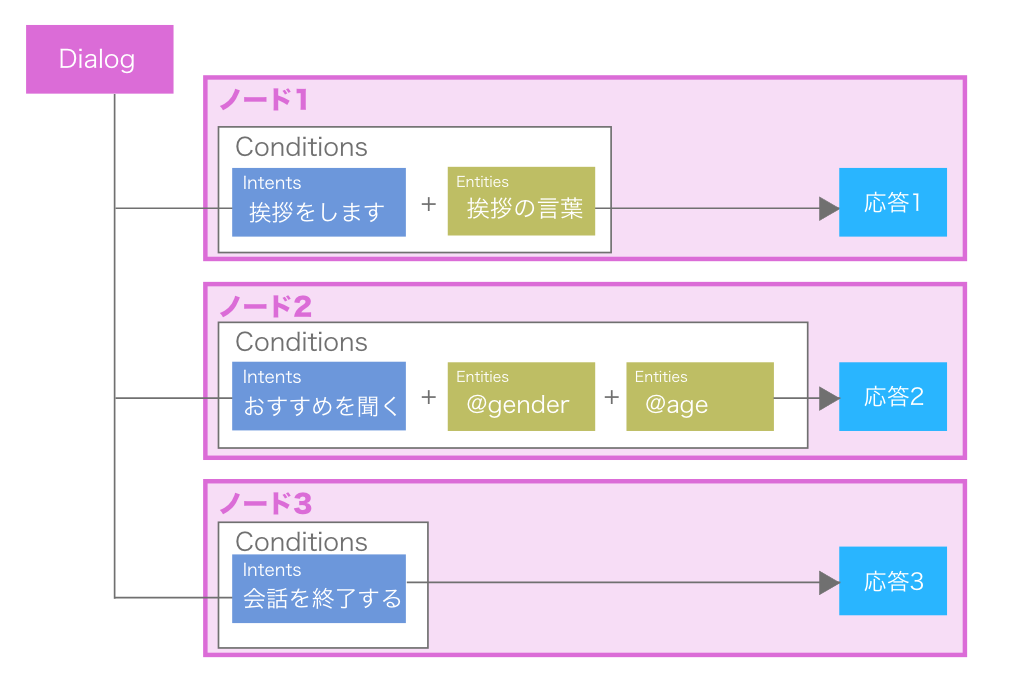 Dialog
ノード1
Conditions
Intents
挨拶をします
+
Entities
挨拶の言葉
応答1
ノード2
Conditions
Intents
おすすめを聞く
+
Entities
@gender
+
Entities
@age
応答2
ノード3
Conditions
Intents
会話を終了する
応答3